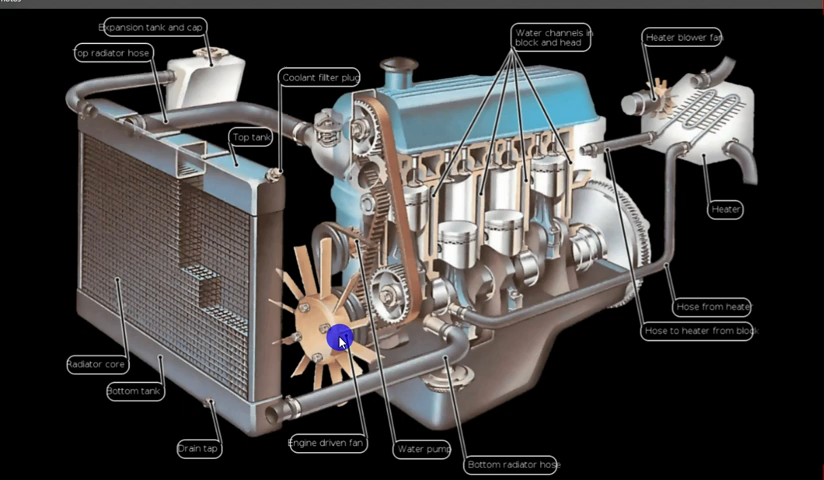 Expansion tank and cap
Top radiator hose
Coolant fillter plug
Top tank
Water channels in
block and head
Heater blower fan
Heater
Hose from heater
Hose to heater from block
Radiator core
Bottom tank
Drain tap
Engine driven fan
Water pump
Bottom radiator hose